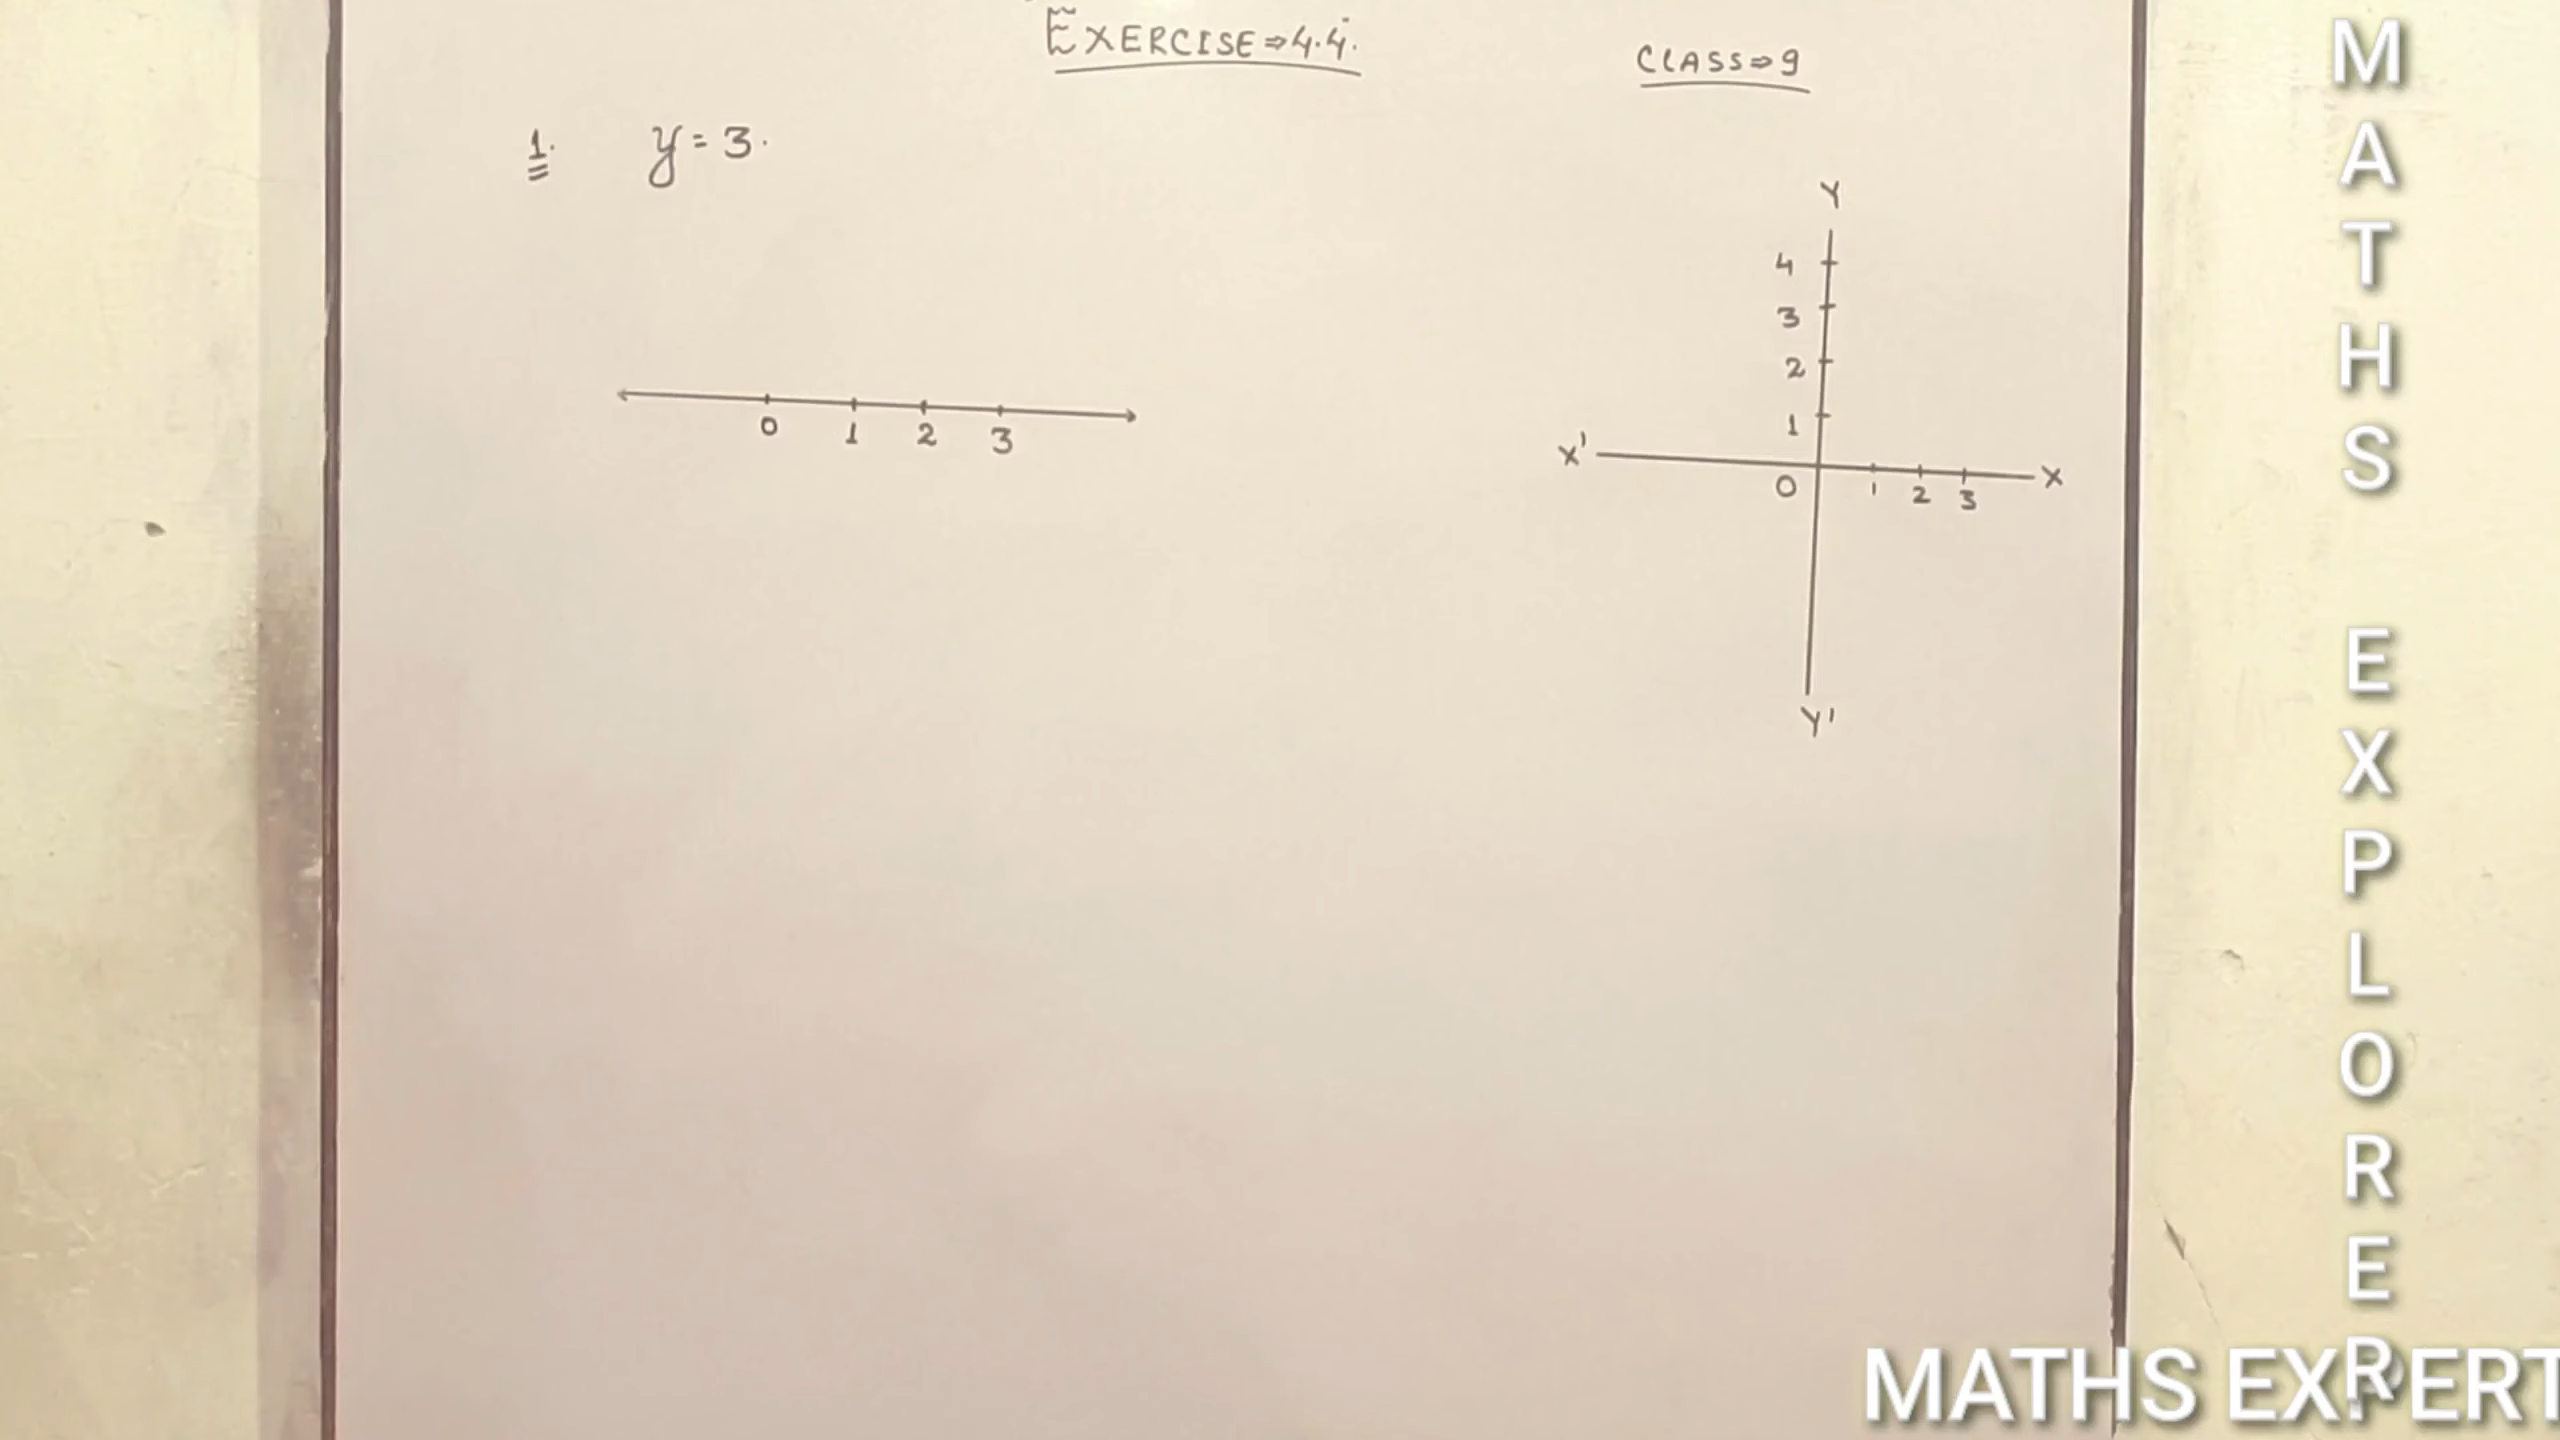 EXERCISE⇒4.4.
CLASS⇒9
1. y = 3.
Y
4
3
2
1
X' O 1 2 3 X
Y'
0 1 2 3
MATHS EXPLORER
MATHS EXPERT